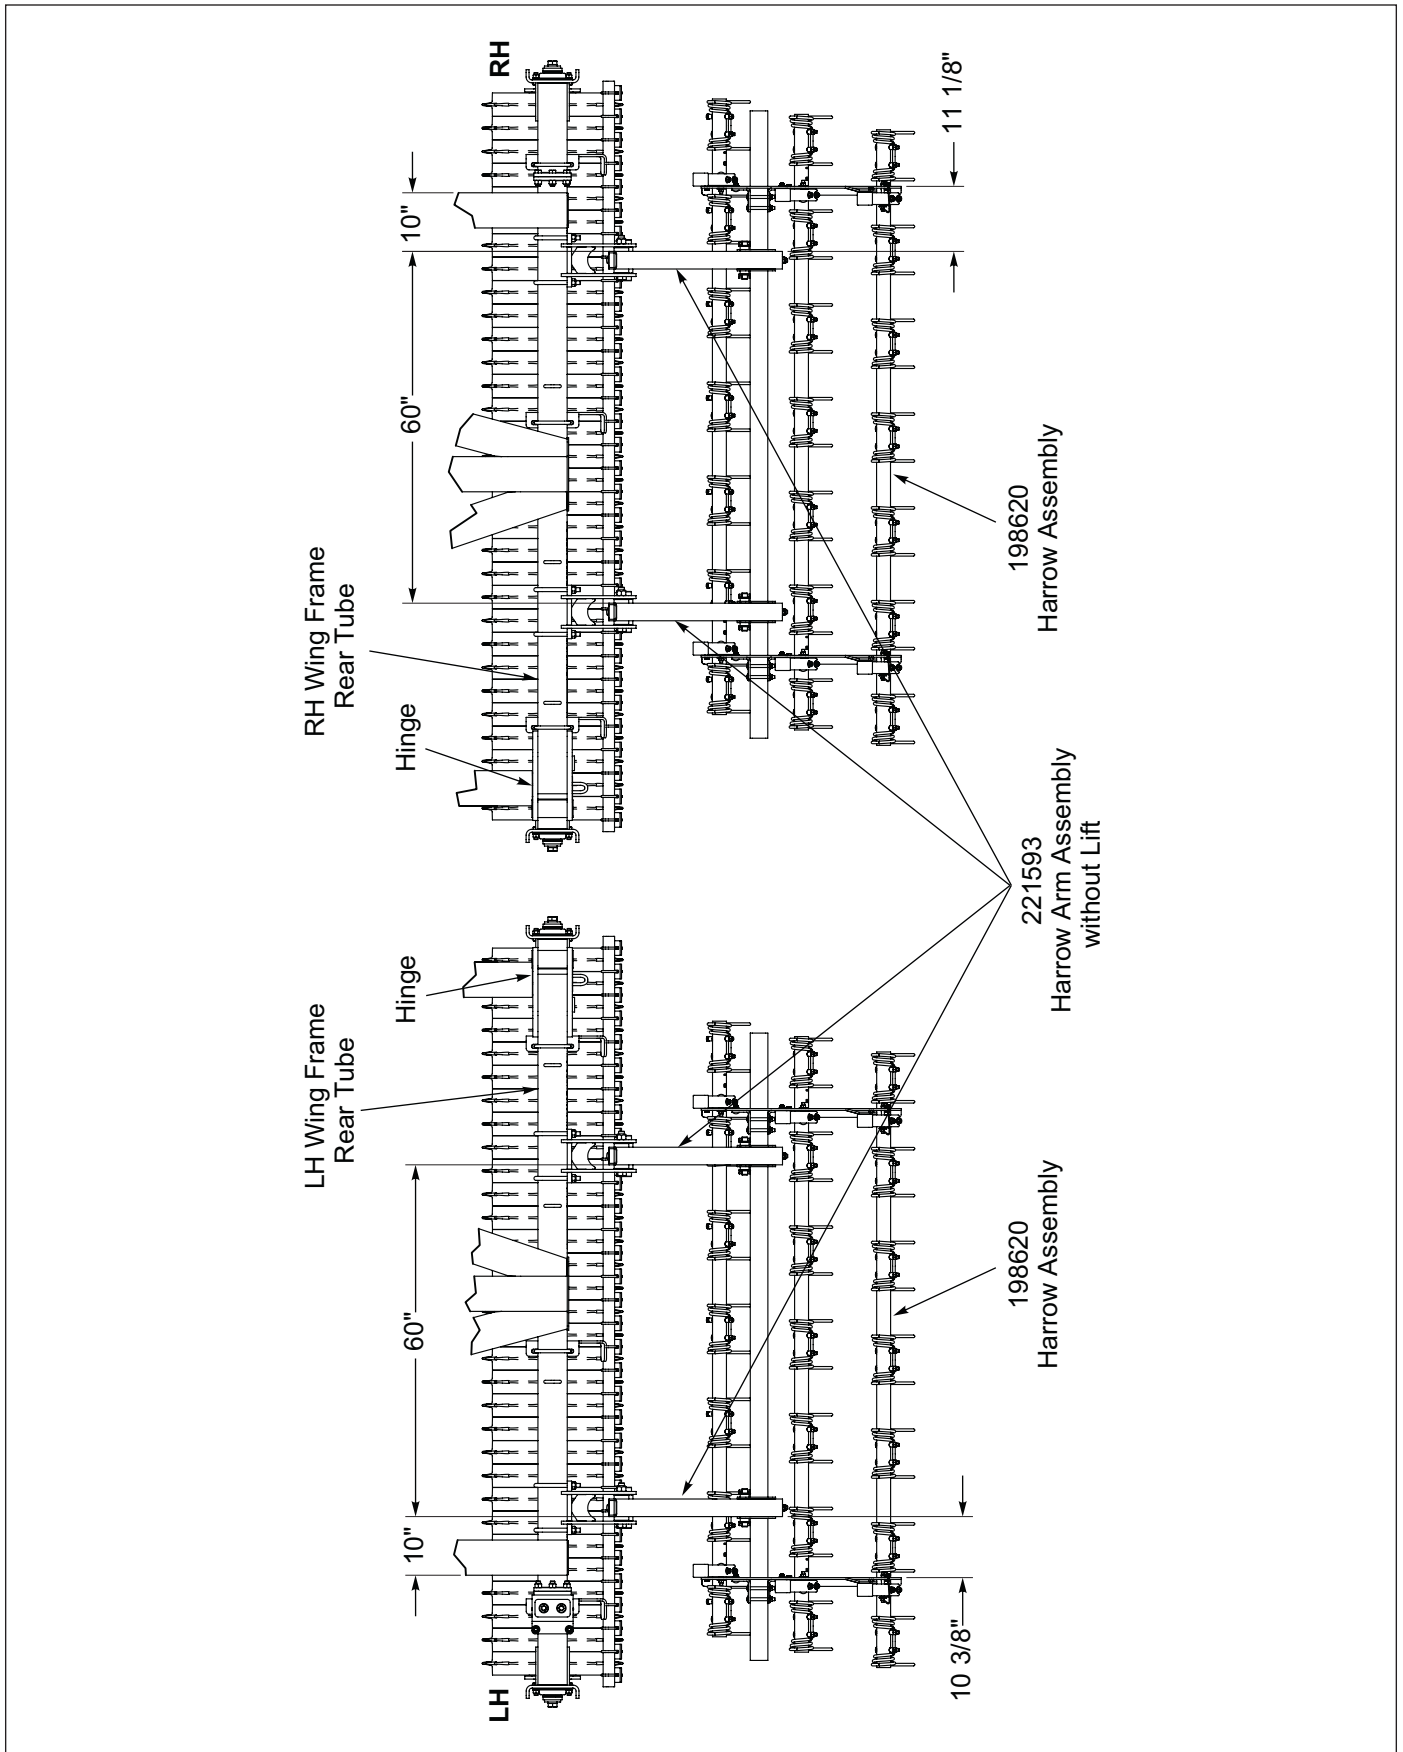 LH
RH
10"
60"
LH Wing Frame
Rear Tube
Hinge
Hinge
RH Wing Frame
Rear Tube
60"
10"
10 3/8"
198620
Harrow Assembly
221593
Harrow Arm Assembly
without Lift
198620
Harrow Assembly
11 1/8"